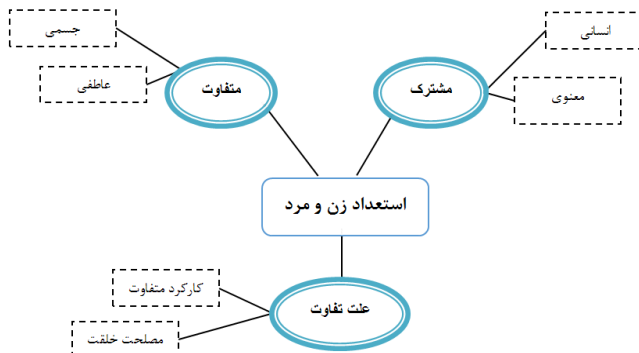 انسانی
جسمی
مشترک
متفاوت
معنوی
عاطفی
استعداد زن و مرد
کارکرد متفاوت
علت تفاوت
مصلحت خلقت